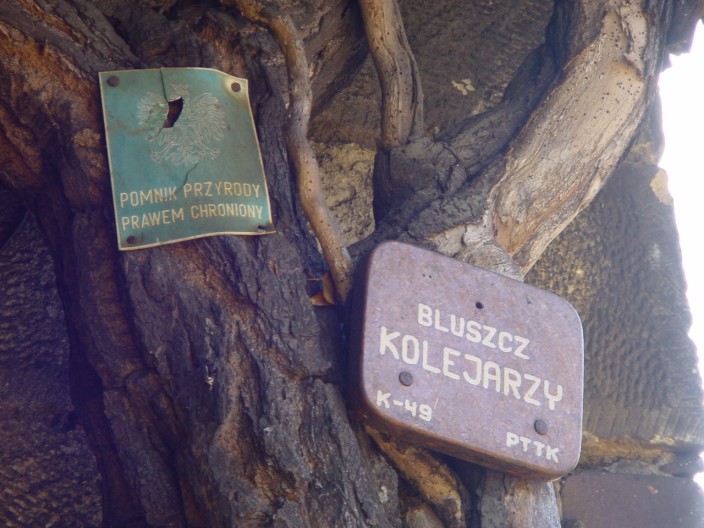 POMNIK PRZYRODY
PRAWEM CHRONIONY
BLUSZCZ
KOLEJARZY
K-49
PTTK